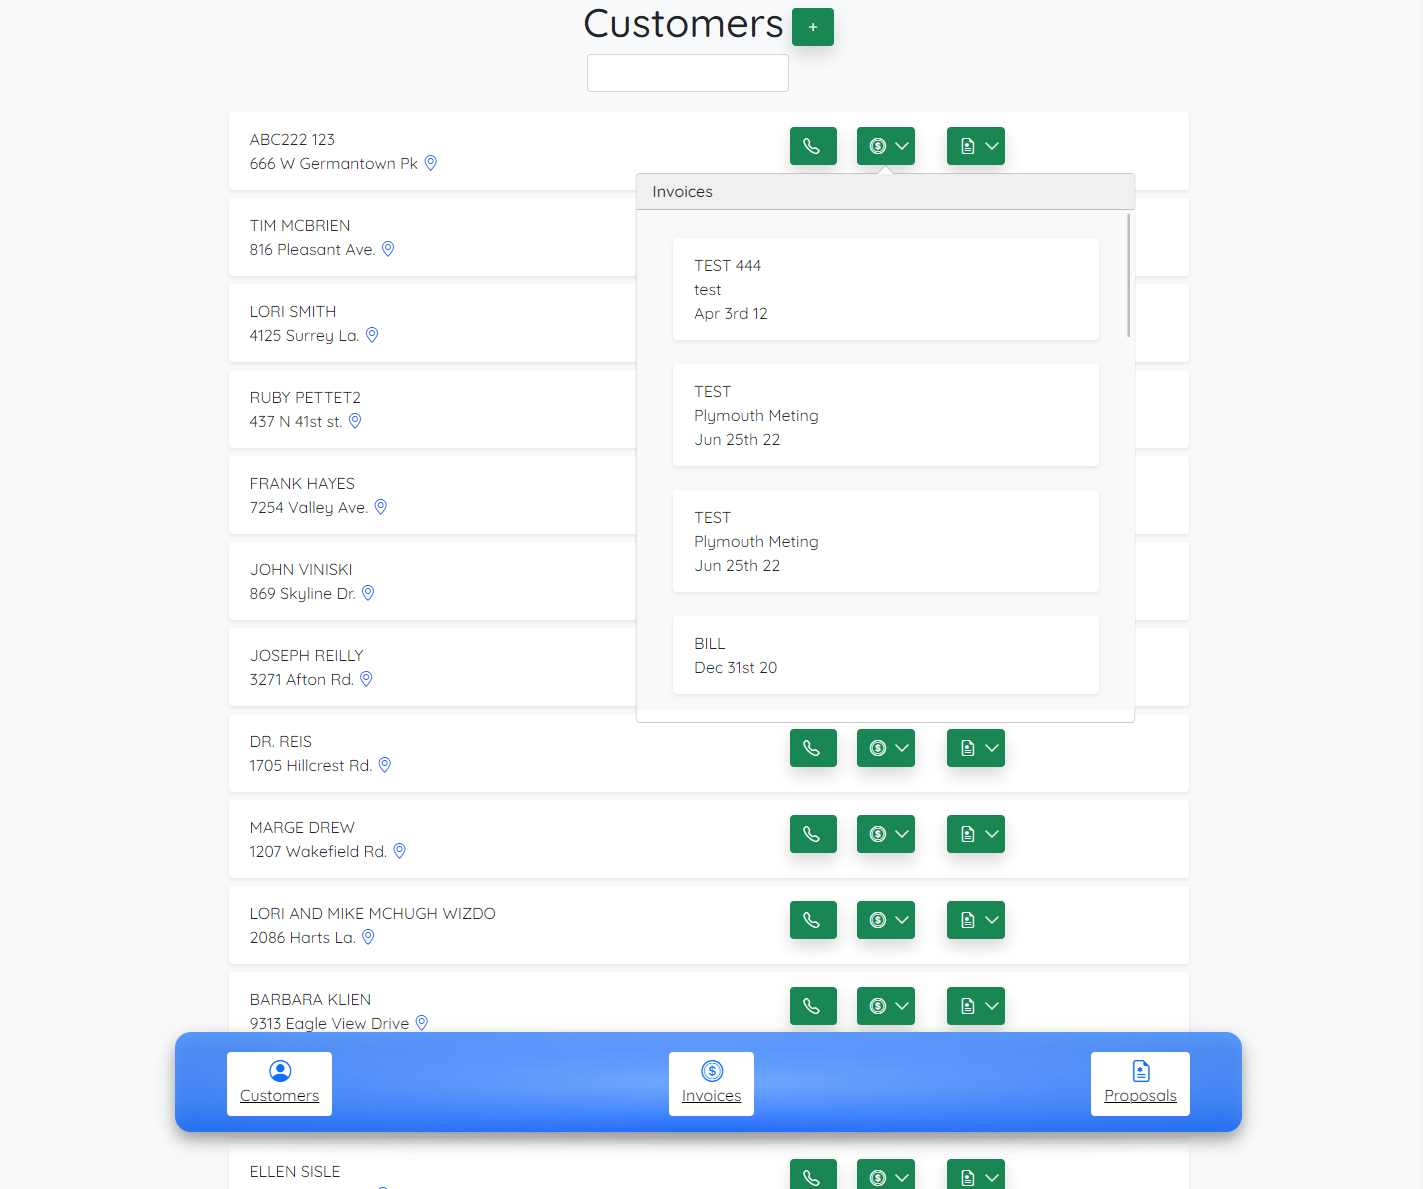 Customers +
ABC222 123
666 W Germantown Pk
Invoices
TEST 444
test
Apr 3rd 12
TEST
Plymouth Meting
Jun 25th 22
TEST
Plymouth Meting
Jun 25th 22
BILL
Dec 31st 20
TIM MCBRIEN
816 Pleasant Ave.
LORI SMITH
4125 Surrey La.
RUBY PETTET2
437 N 41st st.
FRANK HAYES
7254 Valley Ave.
JOHN VINISKI
869 Skyline Dr.
JOSEPH REILLY
3271 Afton Rd.
DR. REIS
1705 Hillcrest Rd.
MARGE DREW
1207 Wakefield Rd.
LORI AND MIKE MCHUGH WIZDO
2086 Harts La.
BARBARA KLIEN
9313 Eagle View Drive
Customers
Invoices
Proposals
ELLEN SISLE